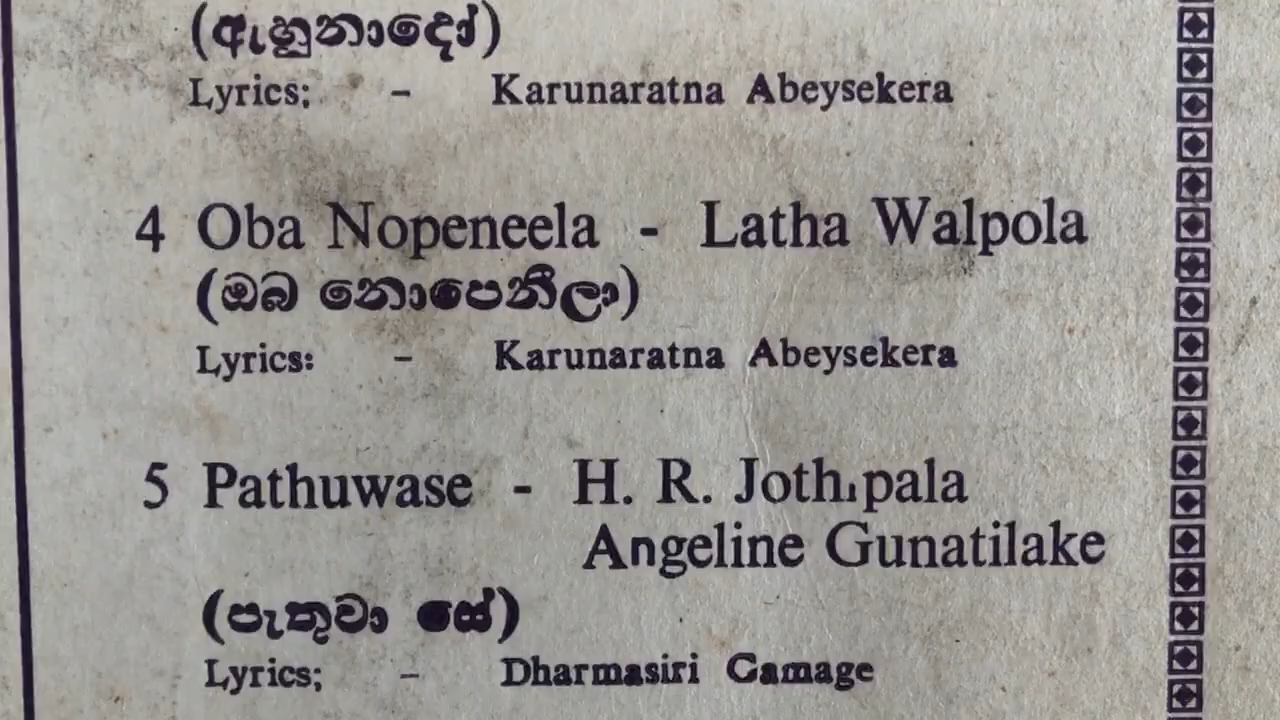 (ඇහුනාදෝ)
Lyrics; - Karunaratna Abeysekera
4 Oba Nopeneela - Latha Walpola
(ඔබ නොපෙනීලා)
Lyrics: - Karunaratna Abeysekera
5 Pathuwase - H. R. Jothipala
Angeline Gunatilake
(පැතුවා සේ)
Lyrics; - Dharmasiri Gamage